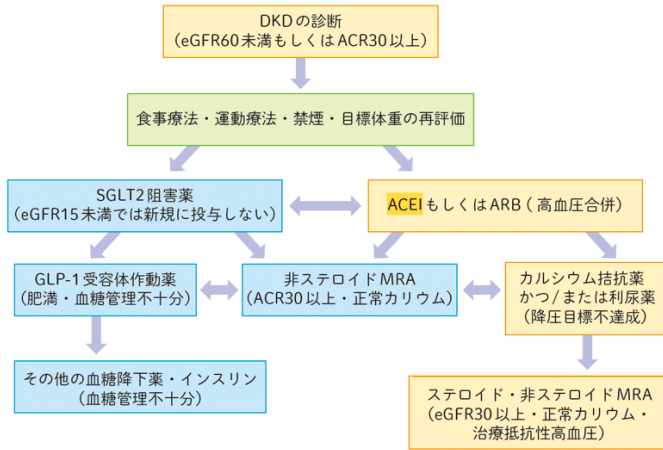 DKDの診断
(eGFR60未満もしくはACR30以上)
食事療法・運動療法・禁煙・目標体重の再評価
SGLT2阻害薬
(eGFR15未満では新規に投与しない)
ACEIもしくはARB(高血圧合併)
GLP-1受容体作動薬
(肥満・血糖管理不十分)
非ステロイドMRA
(ACR30以上・正常カリウム)
カルシウム拮抗薬
かつ/または利尿薬
(降圧目標不達成)
その他の血糖降下薬・インスリン
(血糖管理不十分)
ステロイド・非ステロイドMRA
(eGFR30以上・正常カリウム・
治療抵抗性高血圧)